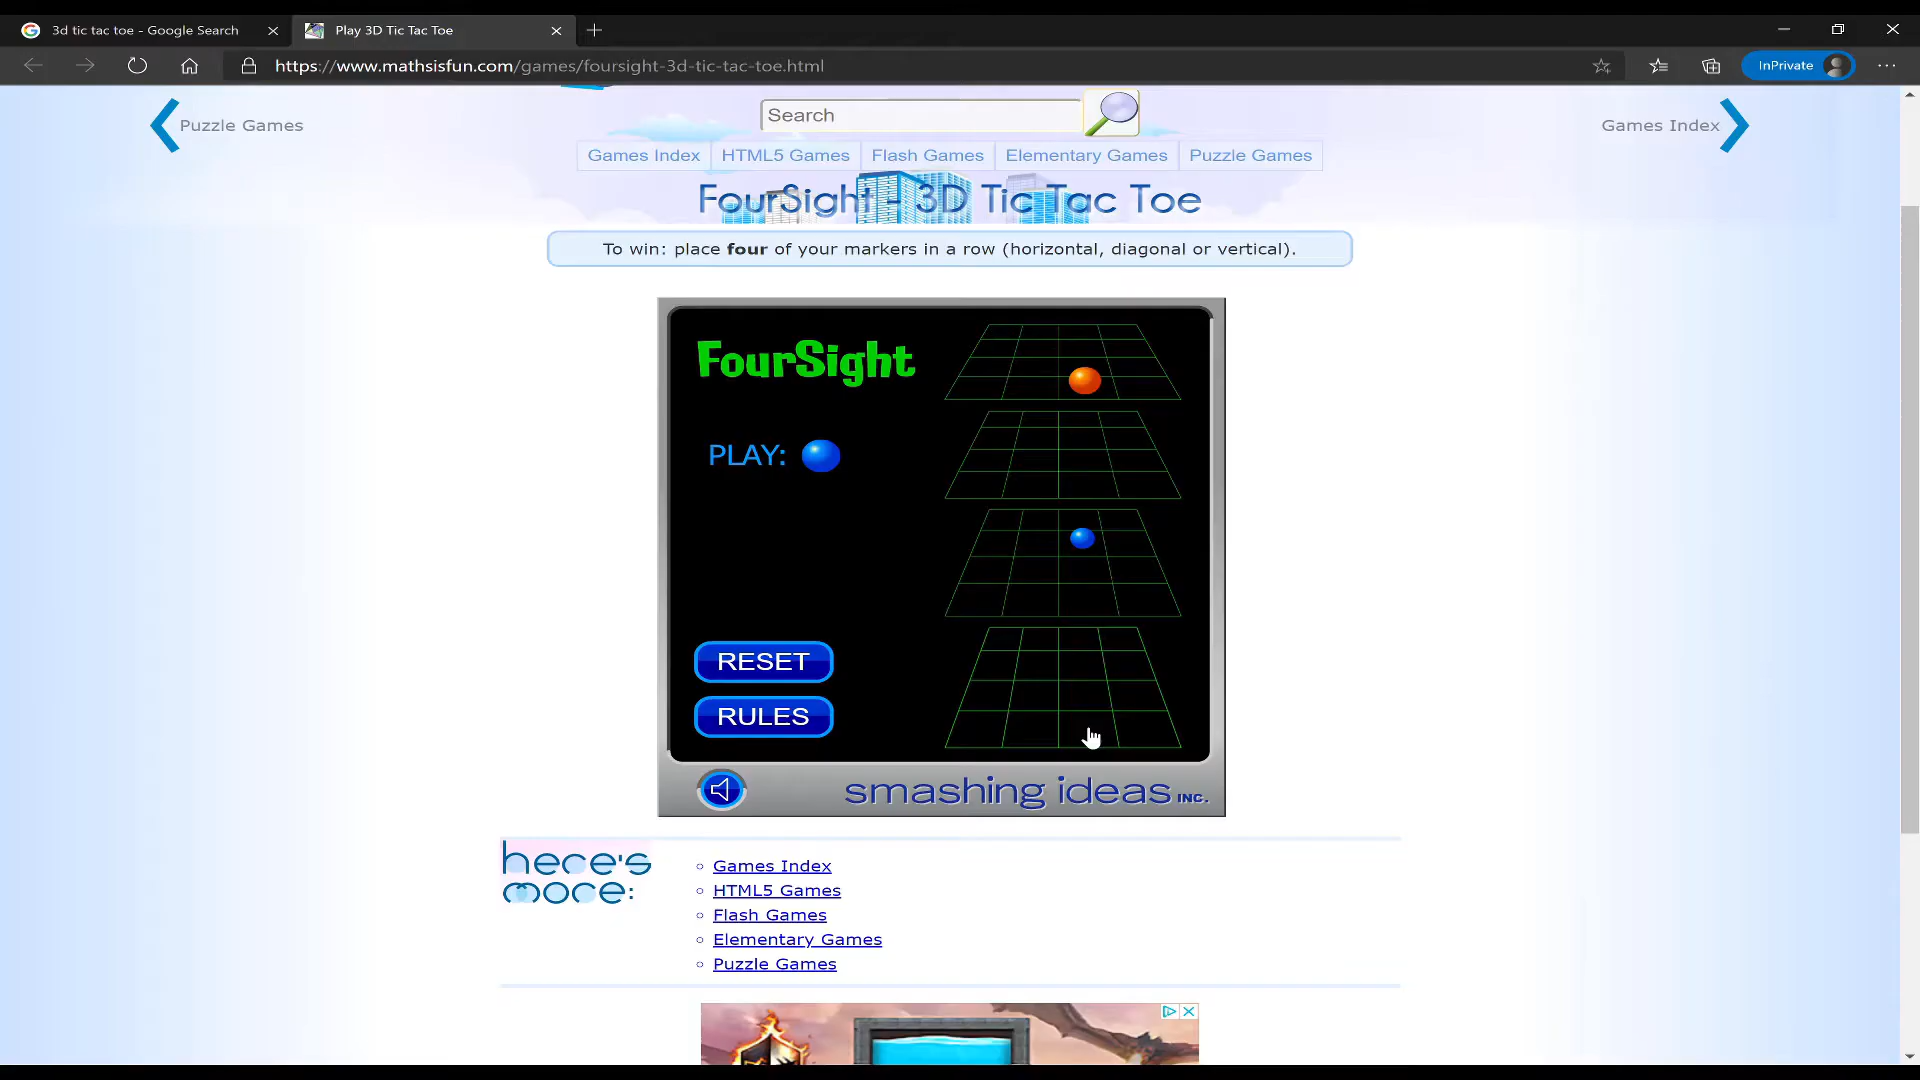 3d tic tac toe - Google Search
Play 3D Tic Tac Toe
https://www.mathsisfun.com/games/foursight-3d-tic-tac-toe.html
InPrivate
Puzzle Games
Search
Games Index
Games Index HTML5 Games Flash Games Elementary Games Puzzle Games
FourSight - 3D Tic Tac Toe
To win: place four of your markers in a row (horizontal, diagonal or vertical).
FourSight
PLAY:
RESET
RULES
smashing ideas INC.
here's
more:
Games Index
HTML5 Games
Flash Games
Elementary Games
Puzzle Games